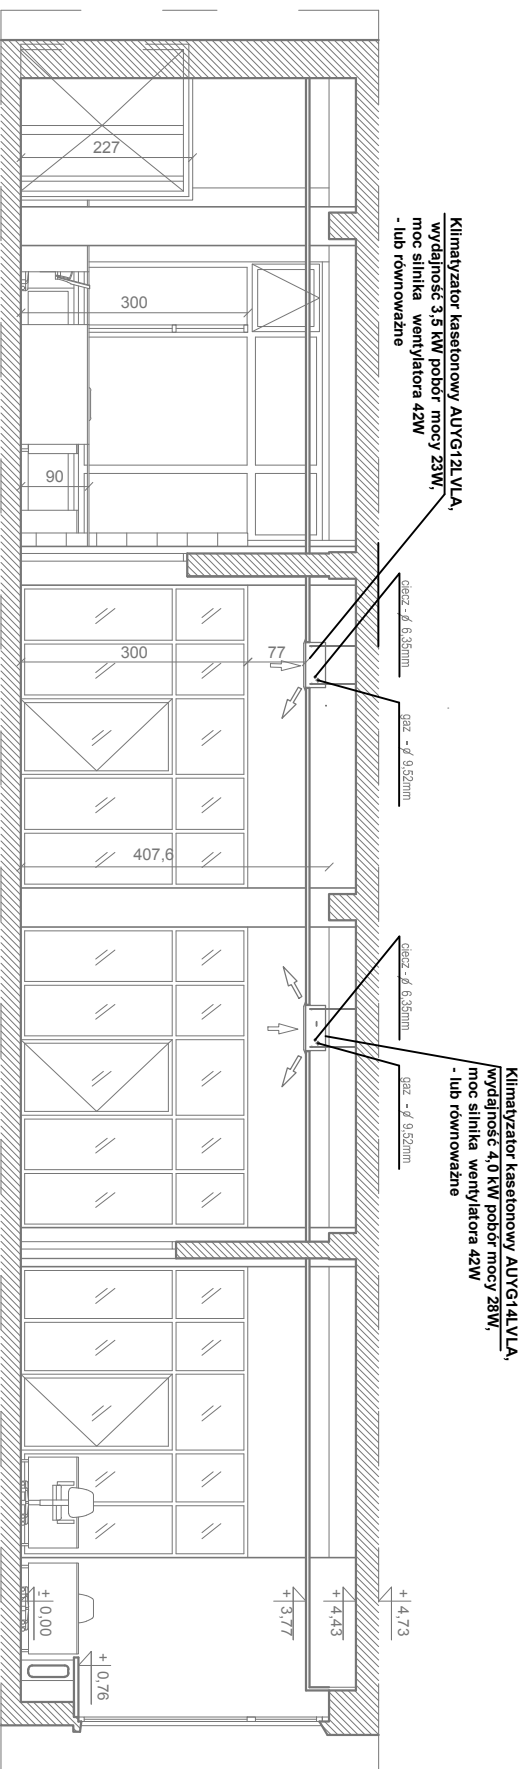 Klimatyzator kasetonowy AUYG12LVLA,
wydajność 3,5 kW pobór mocy 23W,
moc silnika wentylatora 42W
- lub równoważne
Klimatyzator kasetonowy AUYG14LVLA,
wydajność 4,0 kW pobór mocy 28W,
moc silnika wentylatora 42W
- lub równoważne
ciecz - ø 6,35mm
gaz - ø 9,52mm
ciecz - ø 6,35mm
gaz - ø 9,52mm
227
300
90
300
77
407,6
+ 4,73
+ 4,43
+ 3,77
± 0,00
+ 0,76